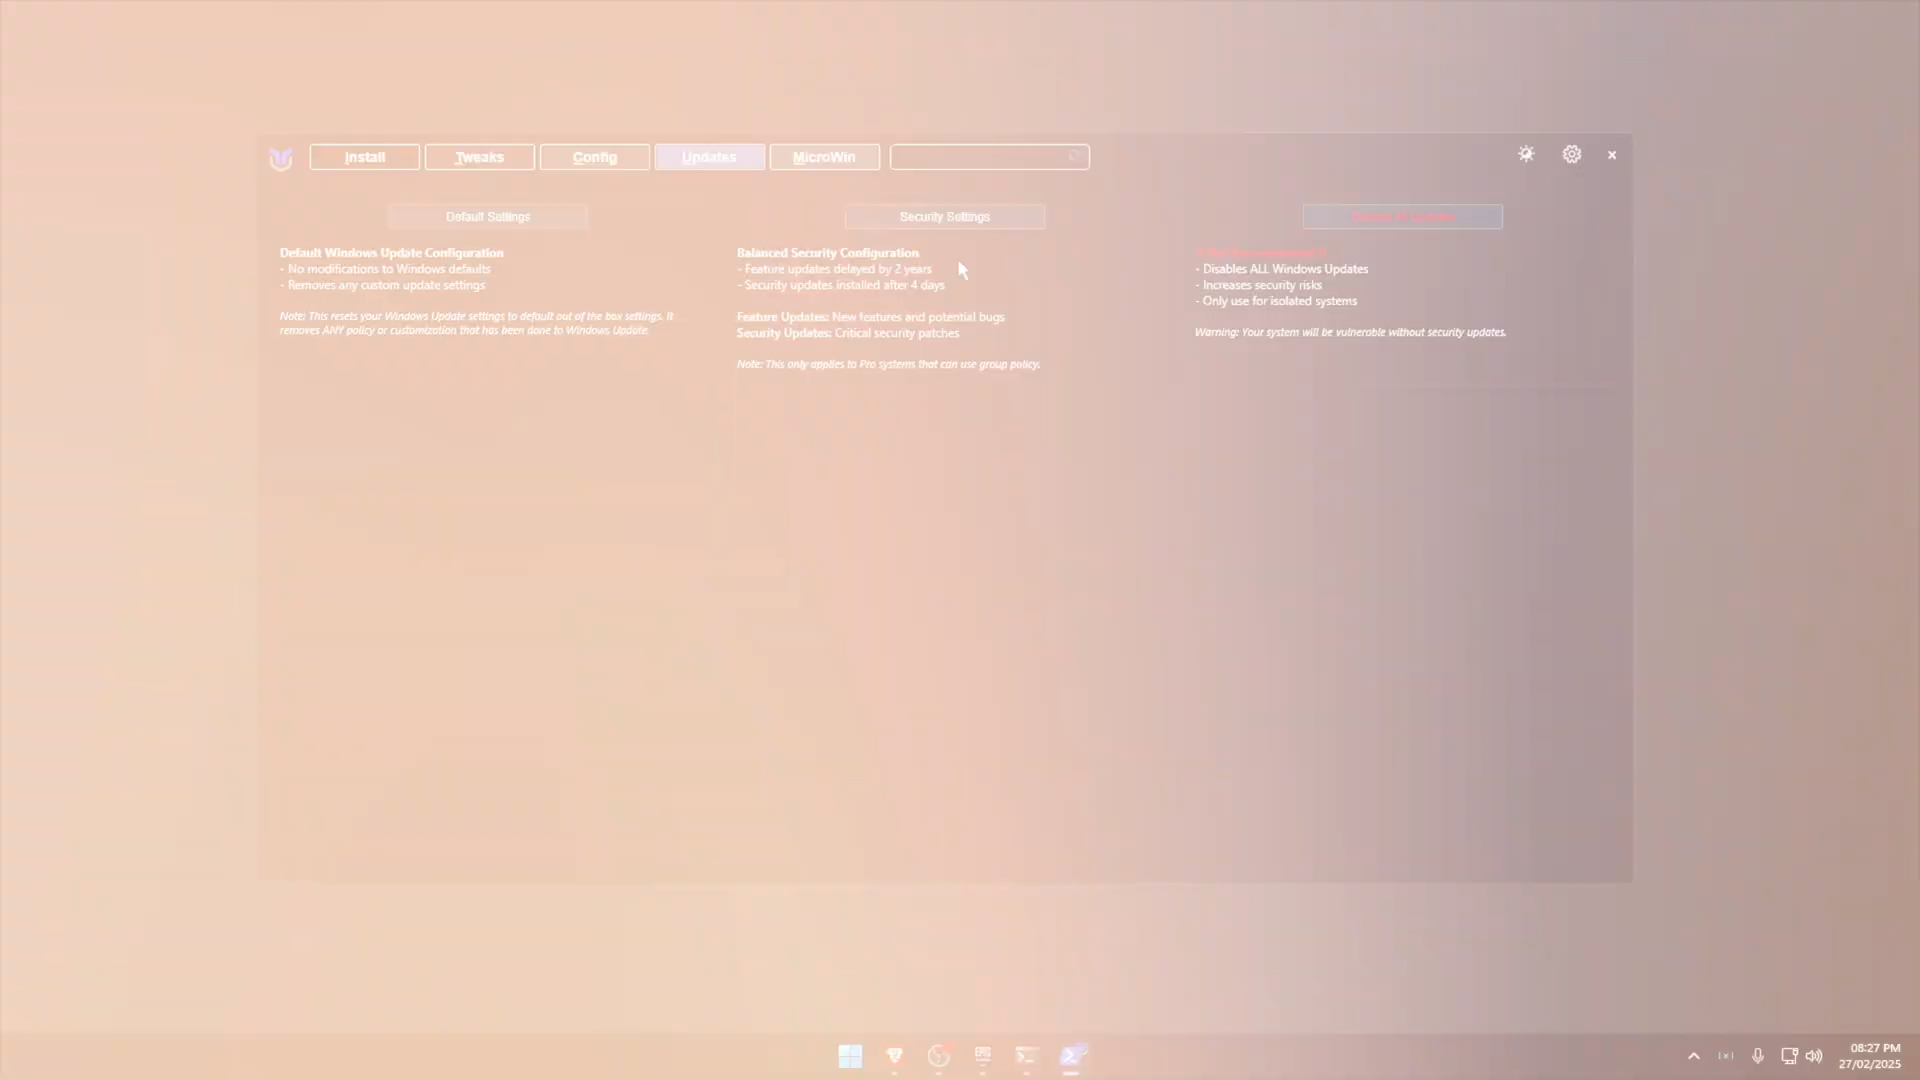 Install
Tweaks
Config
Updates
MicroWin
Default Settings
Default Windows Update Configuration
- No modifications to Windows defaults
- Removes any custom update settings
Note: This resets your Windows Update settings to default out of the box settings. It
removes ANY policy or customization that has been done to Windows Update.
Security Settings
Balanced Security Configuration
- Feature updates delayed by 2 years
- Security updates installed after 4 days
Feature Updates: New features and potential bugs
Security Updates: Critical security patches
Note: This only applies to Pro systems that can use group policy.
- Disables ALL Windows Updates
- Increases security risks
- Only use for isolated systems
Warning: Your system will be vulnerable without security updates.
08:27 PM
27/02/2025